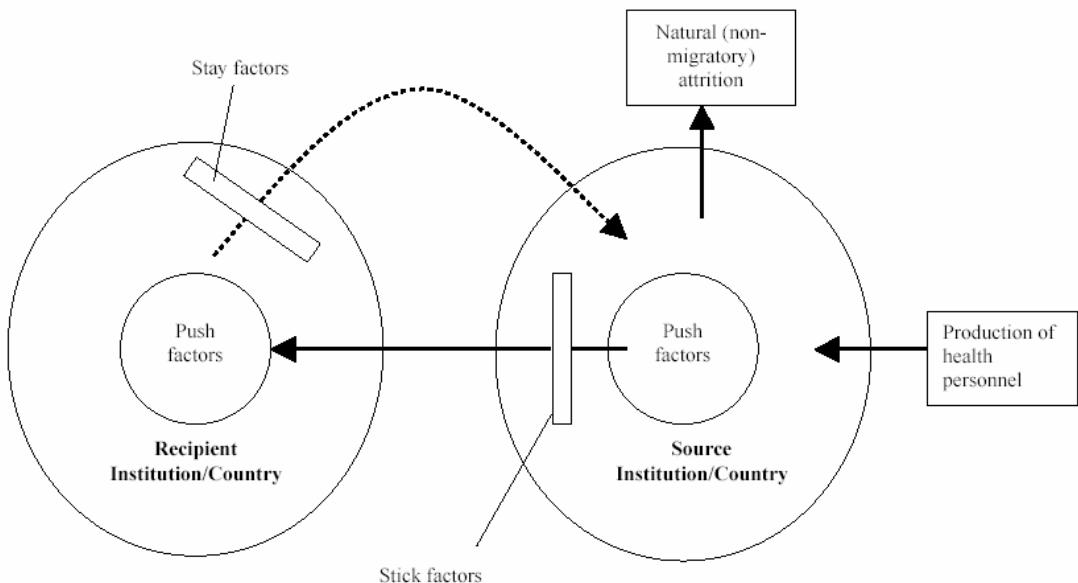 Natural (non-
migratory)
attrition
Stay factors
Push
factors
Recipient
Institution/Country
Push
factors
Source
Institution/Country
Production of
health
personnel
Stick factors